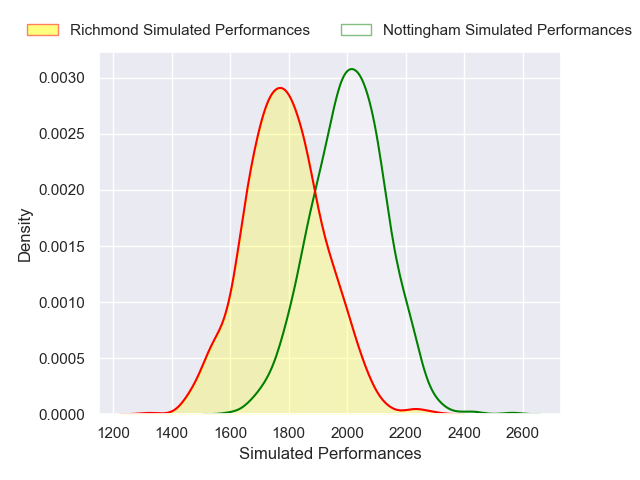 Richmond Simulated Performances Nottingham Simulated Performances
0.0030
0.0025
0.0020
0.0015
0.0010
0.0005
0.0000
Density
1200 1400 1600 1800 2000 2200 2400 2600
Simulated Performances